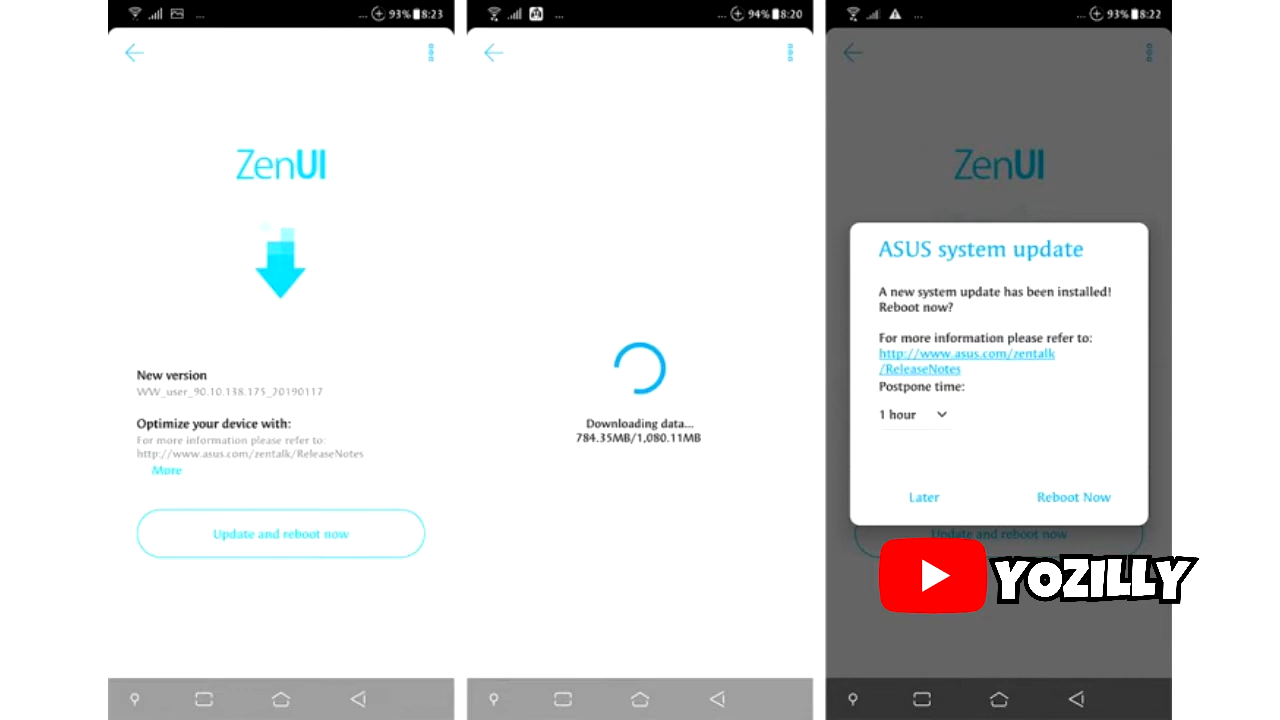 ... 93% 8:23
ZenUI
New version
WW_user_90.10.138.175_20190117
Optimize your device with:
For more information please refer to:
http://www.asus.com/zentalk/ReleaseNotes
More
Update and reboot now
... 94% 8:20
Downloading data...
784.35MB/1,080.11MB
... 93% 8:22
ZenUI
ASUS system update
A new system update has been installed!
Reboot now?
For more information please refer to:
http://www.asus.com/zentalk
/ReleaseNotes
Postpone time:
1 hour
Later
Reboot Now
Update and reboot now
YOZILLY